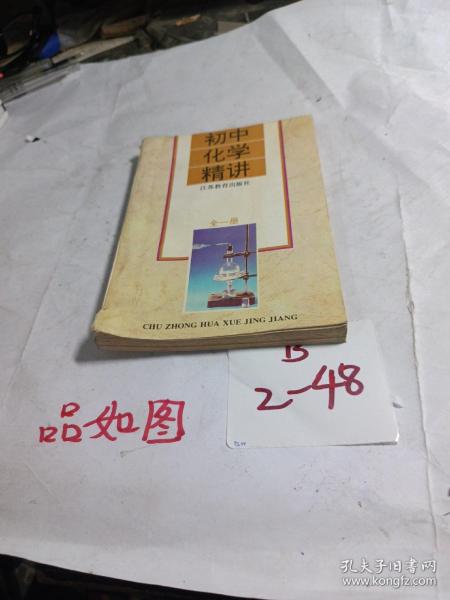 初中
化学
精讲
江苏教育出版社
全一册
CHU ZHONG HUA XUE JING JIANG
B
2-48
品如图
孔夫子旧书网
www.kongfz.com